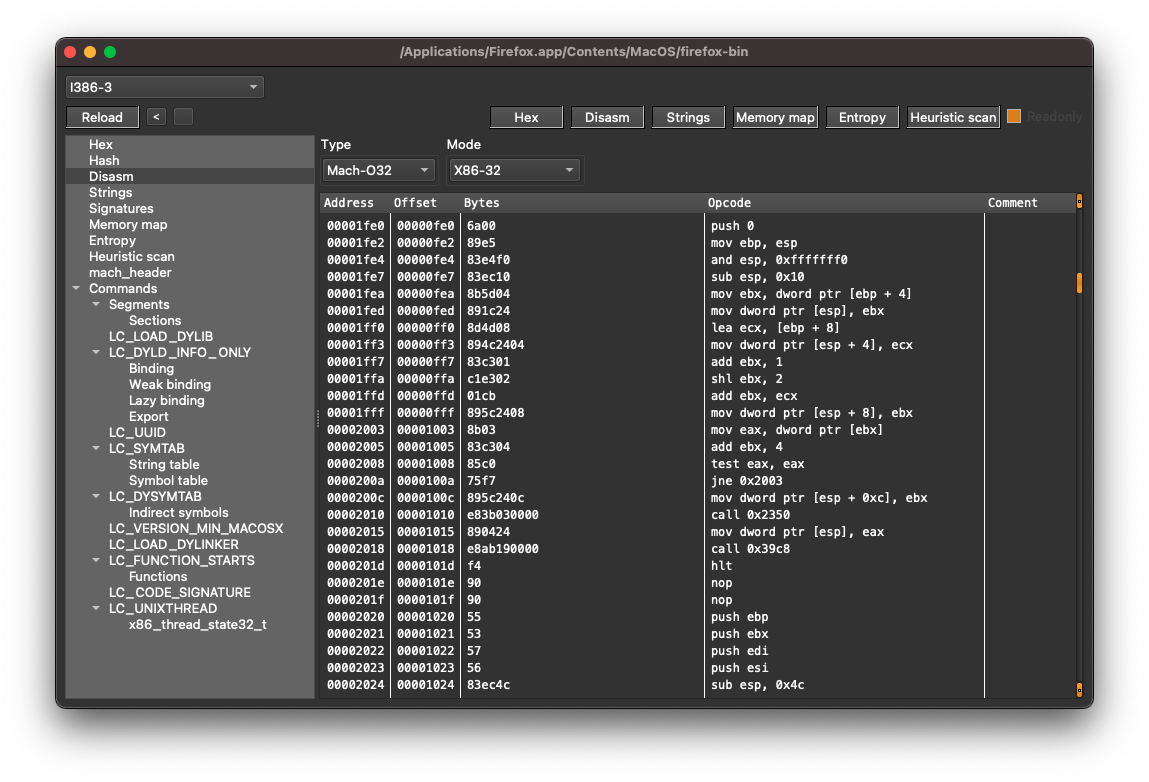 /Applications/Firefox.app/Contents/MacOS/firefox-bin
I386-3
Reload < Hex Disasm Strings Memory map Entropy Heuristic scan Readonly
Hex
Hash
Disasm
Strings
Signatures
Memory map
Entropy
Heuristic scan
mach_header
Commands
Segments
Sections
LC_LOAD_DYLIB
LC_DYLD_INFO_ONLY
Binding
Weak binding
Lazy binding
Export
LC_UUID
LC_SYMTAB
String table
Symbol table
LC_DYSYMTAB
Indirect symbols
LC_VERSION_MIN_MACOSX
LC_LOAD_DYLINKER
LC_FUNCTION_STARTS
Functions
LC_CODE_SIGNATURE
LC_UNIXTHREAD
x86_thread_state32_t
Type Mode
Mach-O32 X86-32
Address Offset Bytes Opcode Comment
00001fe0 00000fe0 6a00 push 0
00001fe2 00000fe2 89e5 mov ebp, esp
00001fe4 00000fe4 83e4f0 and esp, 0xfffffff0
00001fe7 00000fe7 83ec10 sub esp, 0x10
00001fea 00000fea 8b5d04 mov ebx, dword ptr [ebp + 4]
00001fed 00000fed 891c24 mov dword ptr [esp], ebx
00001ff0 00000ff0 8d4d08 lea ecx, [ebp + 8]
00001ff3 00000ff3 894c2404 mov dword ptr [esp + 4], ecx
00001ff7 00000ff7 83c301 add ebx, 1
00001ffa 00000ffa c1e302 shl ebx, 2
00001ffd 00000ffd 01cb add ebx, ecx
00001fff 00000fff 895c2408 mov dword ptr [esp + 8], ebx
00002003 00001003 8b03 mov eax, dword ptr [ebx]
00002005 00001005 83c304 add ebx, 4
00002008 00001008 85c0 test eax, eax
0000200a 0000100a 75f7 jne 0x2003
0000200c 0000100c 895c240c mov dword ptr [esp + 0xc], ebx
00002010 00001010 e83b030000 call 0x2350
00002015 00001015 890424 mov dword ptr [esp], eax
00002018 00001018 e8ab190000 call 0x39c8
0000201d 0000101d f4 hlt
0000201e 0000101e 90 nop
0000201f 0000101f 90 nop
00002020 00001020 55 push ebp
00002021 00001021 53 push ebx
00002022 00001022 57 push edi
00002023 00001023 56 push esi
00002024 00001024 83ec4c sub esp, 0x4c